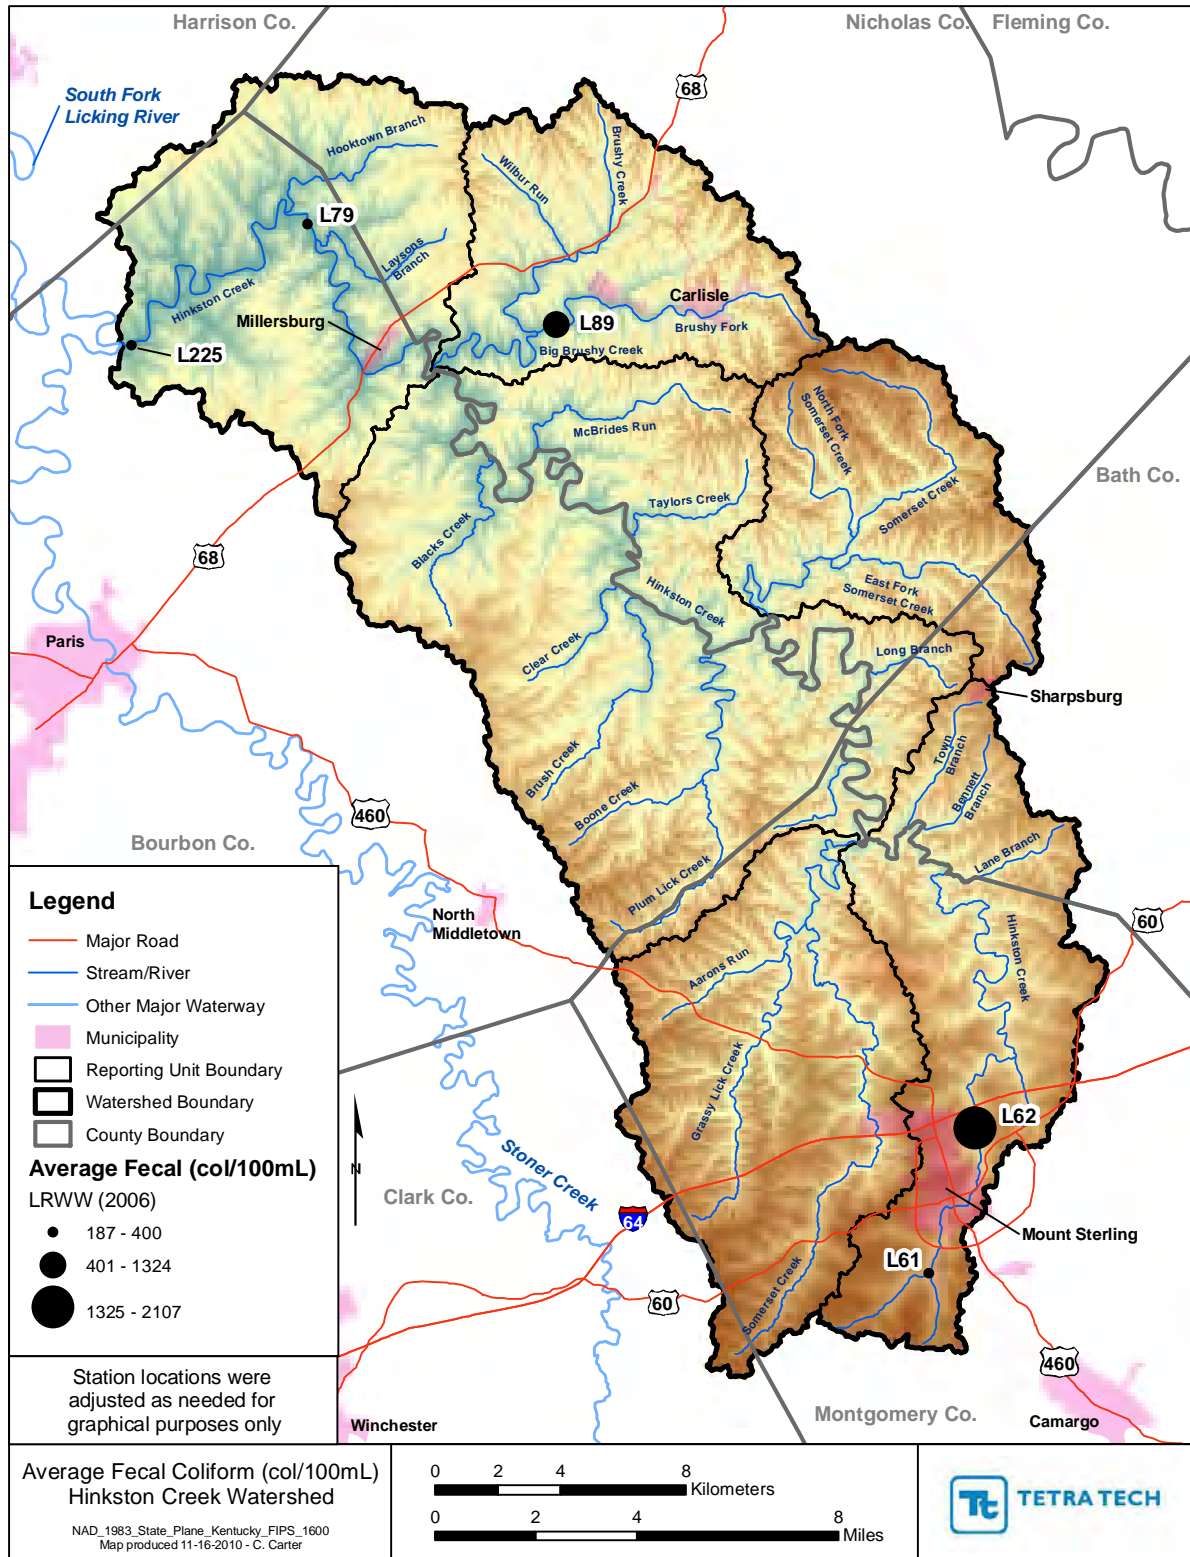 Harrison Co.
Nicholas Co.
Fleming Co.
South Fork
Licking River
68
Hooktown Branch
Wilbur Run
Brushy Creek
L79
Laysons
Branch
Hinkston Creek
Millersburg
Carlisle
L89
Brushy Fork
Big Brushy Creek
L225
McBrides Run
North Fork
Somerset Creek
Bath Co.
Taylors Creek
Somerset Creek
Blacks Creek
68
Hinkston Creek
East Fork
Somerset Creek
Paris
Clear Creek
Long Branch
Sharpsburg
Town
Branch
Bennett
Branch
Brush Creek
Boone Creek
460
Bourbon Co.
Lane Branch
Plum Lick Creek
North
Middletown
60
Hinkston Creek
Aarons Run
Grassy Lick Creek
L62
Stoner Creek
Clark Co.
64
Mount Sterling
L61
60
Somerset Creek
460
Montgomery Co.
Camargo
Winchester
Legend
Major Road
Stream/River
Other Major Waterway
Municipality
Reporting Unit Boundary
Watershed Boundary
County Boundary
N
Average Fecal (col/100mL)
LRWW (2006)
187 - 400
401 - 1324
1325 - 2107
Station locations were
adjusted as needed for
graphical purposes only
Average Fecal Coliform (col/100mL)
Hinkston Creek Watershed
NAD_1983_State_Plane_Kentucky_FIPS_1600
Map produced 11-16-2010 - C. Carter
0 2 4 8
Kilometers
0 2 4 8
Miles
Tt
TETRA TECH